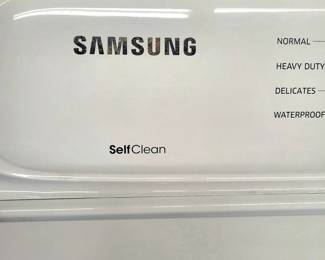 SAMSUNG
NORMAL
HEAVY DUTY
DELICATES
WATERPROOF
SelfClean